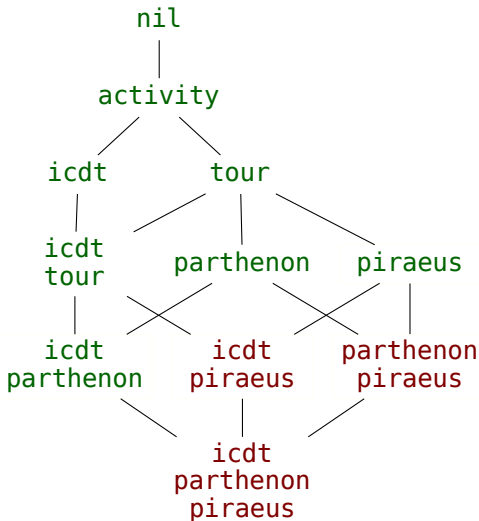 nil
activity
icdt
tour
icdt
tour
parthenon
piraeus
icdt
parthenon
icdt
piraeus
parthenon
piraeus
icdt
parthenon
piraeus